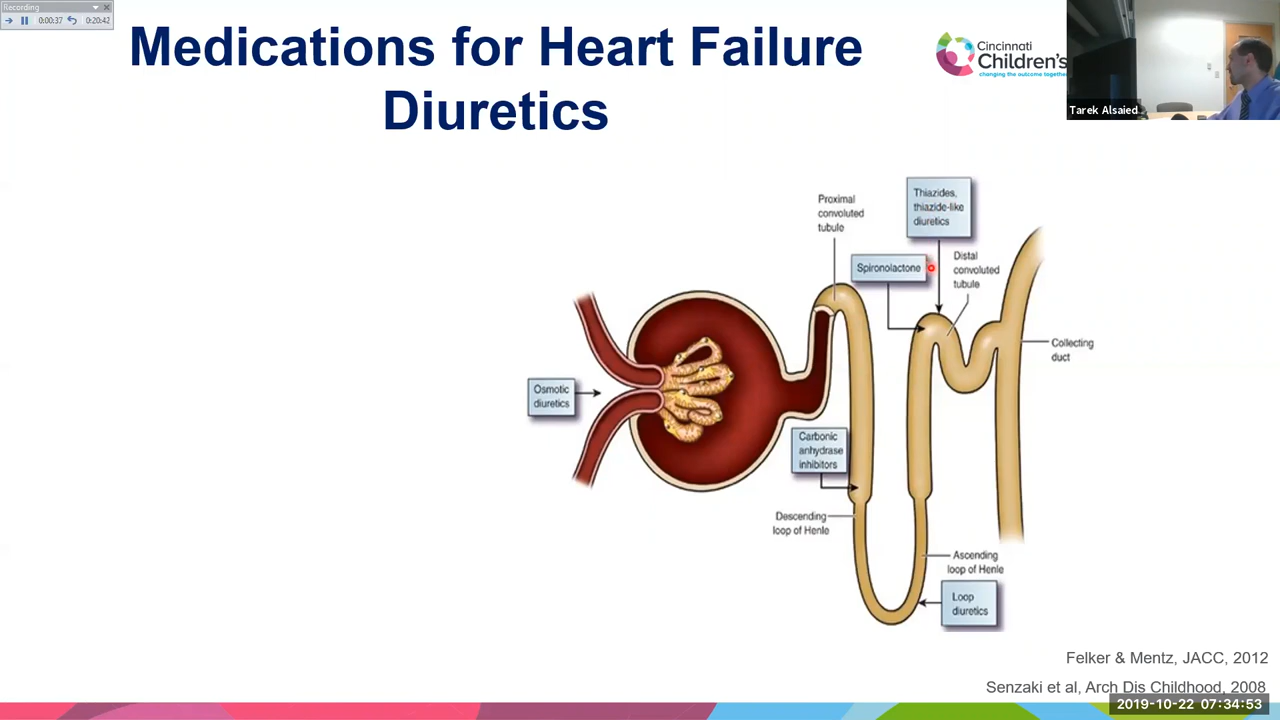 Recording
0:00:37
0:20:42
Medications for Heart Failure
Diuretics
Cincinnati
Children's
changing the outcome together
Tarek Alsaied
Proximal
convoluted
tubule
Thiazides,
thiazide-like
diuretics
Spironolactone
Distal
convoluted
tubule
Collecting
duct
Osmotic
diuretics
Carbonic
anhydrase
inhibitors
Descending
loop of Henle
Ascending
loop of Henle
Loop
diuretics
Felker & Mentz, JACC, 2012
Senzaki et al, Arch Dis Childhood, 2008
2019-10-22 07:34:53